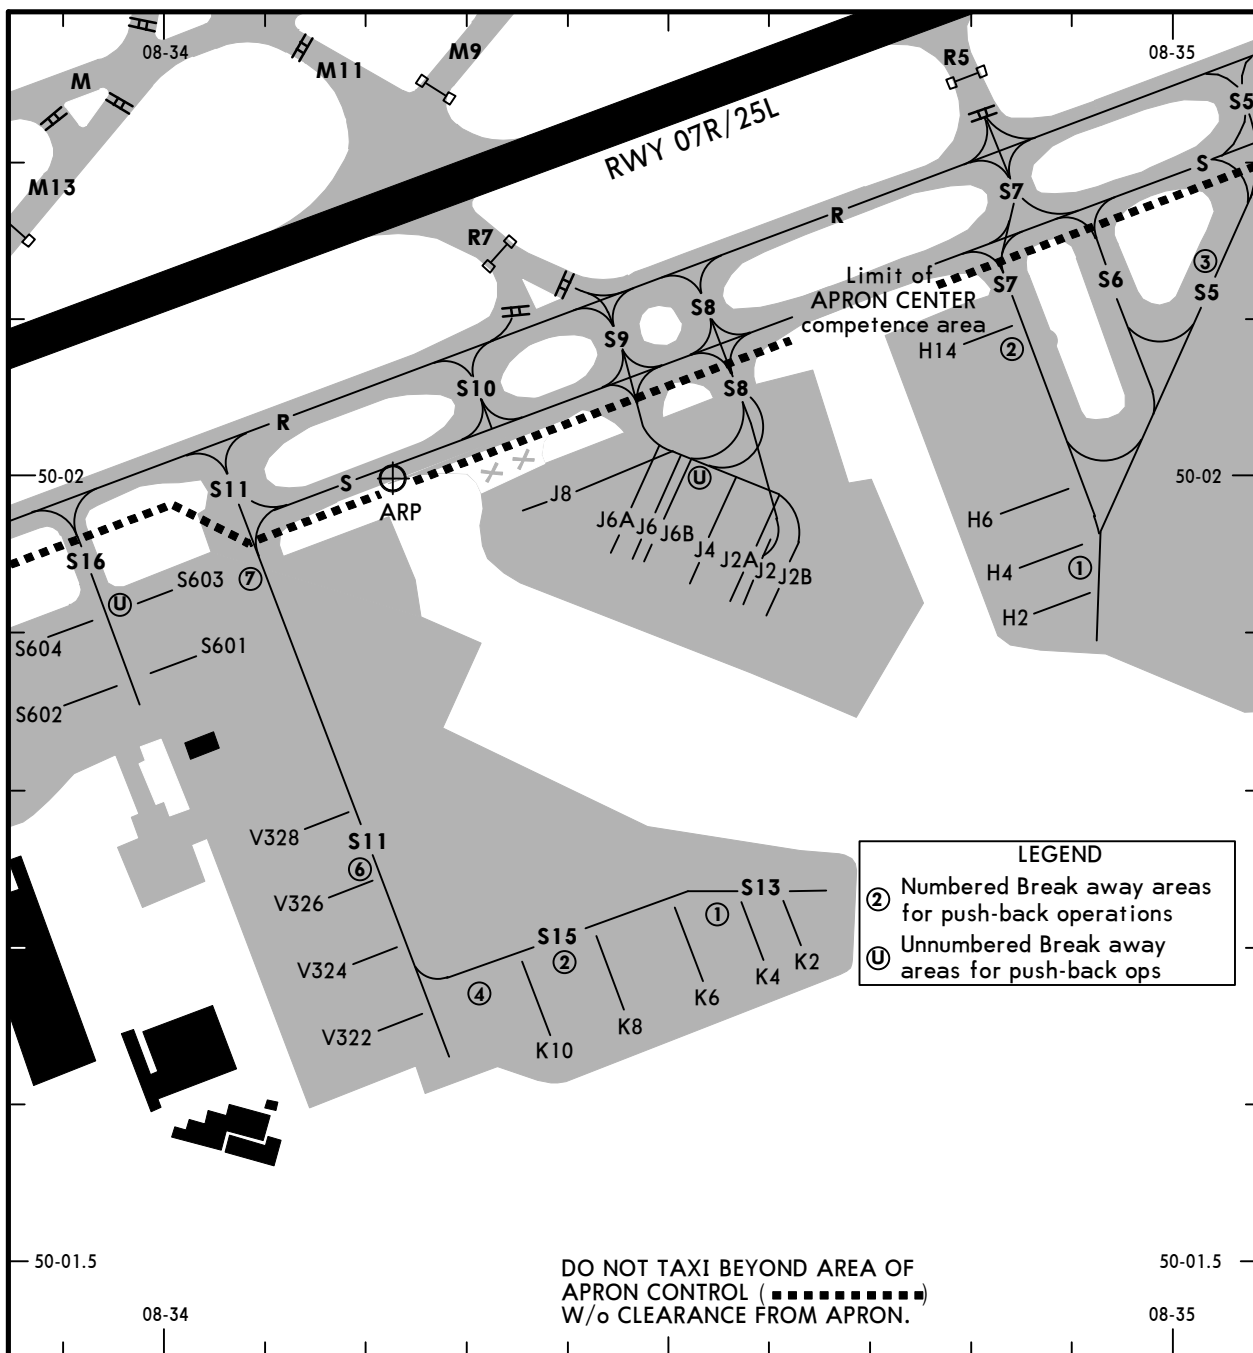 08-34
08-35
M
M11
M9
R5
S5
RWY 07R/25L
M13
S
S7
R
R7
S6
3
S5
Limit of
APRON CENTER
competence area
S7
S8
S9
H14
2
S10
S8
R
50-02
S11
S
ARP
J8
U
50-02
J6A
J6
J6B
J4
J2A
J2
J2B
H6
S16
S603
7
H4
1
U
H2
S604
S601
S602
V328
S11
6
V326
S13
1
S15
2
V324
4
K2
K4
K6
K8
K10
V322
LEGEND
2 Numbered Break away areas
for push-back operations
U Unnumbered Break away
areas for push-back ops
50-01.5
50-01.5
DO NOT TAXI BEYOND AREA OF
APRON CONTROL ( )
W/o CLEARANCE FROM APRON.
08-34
08-35